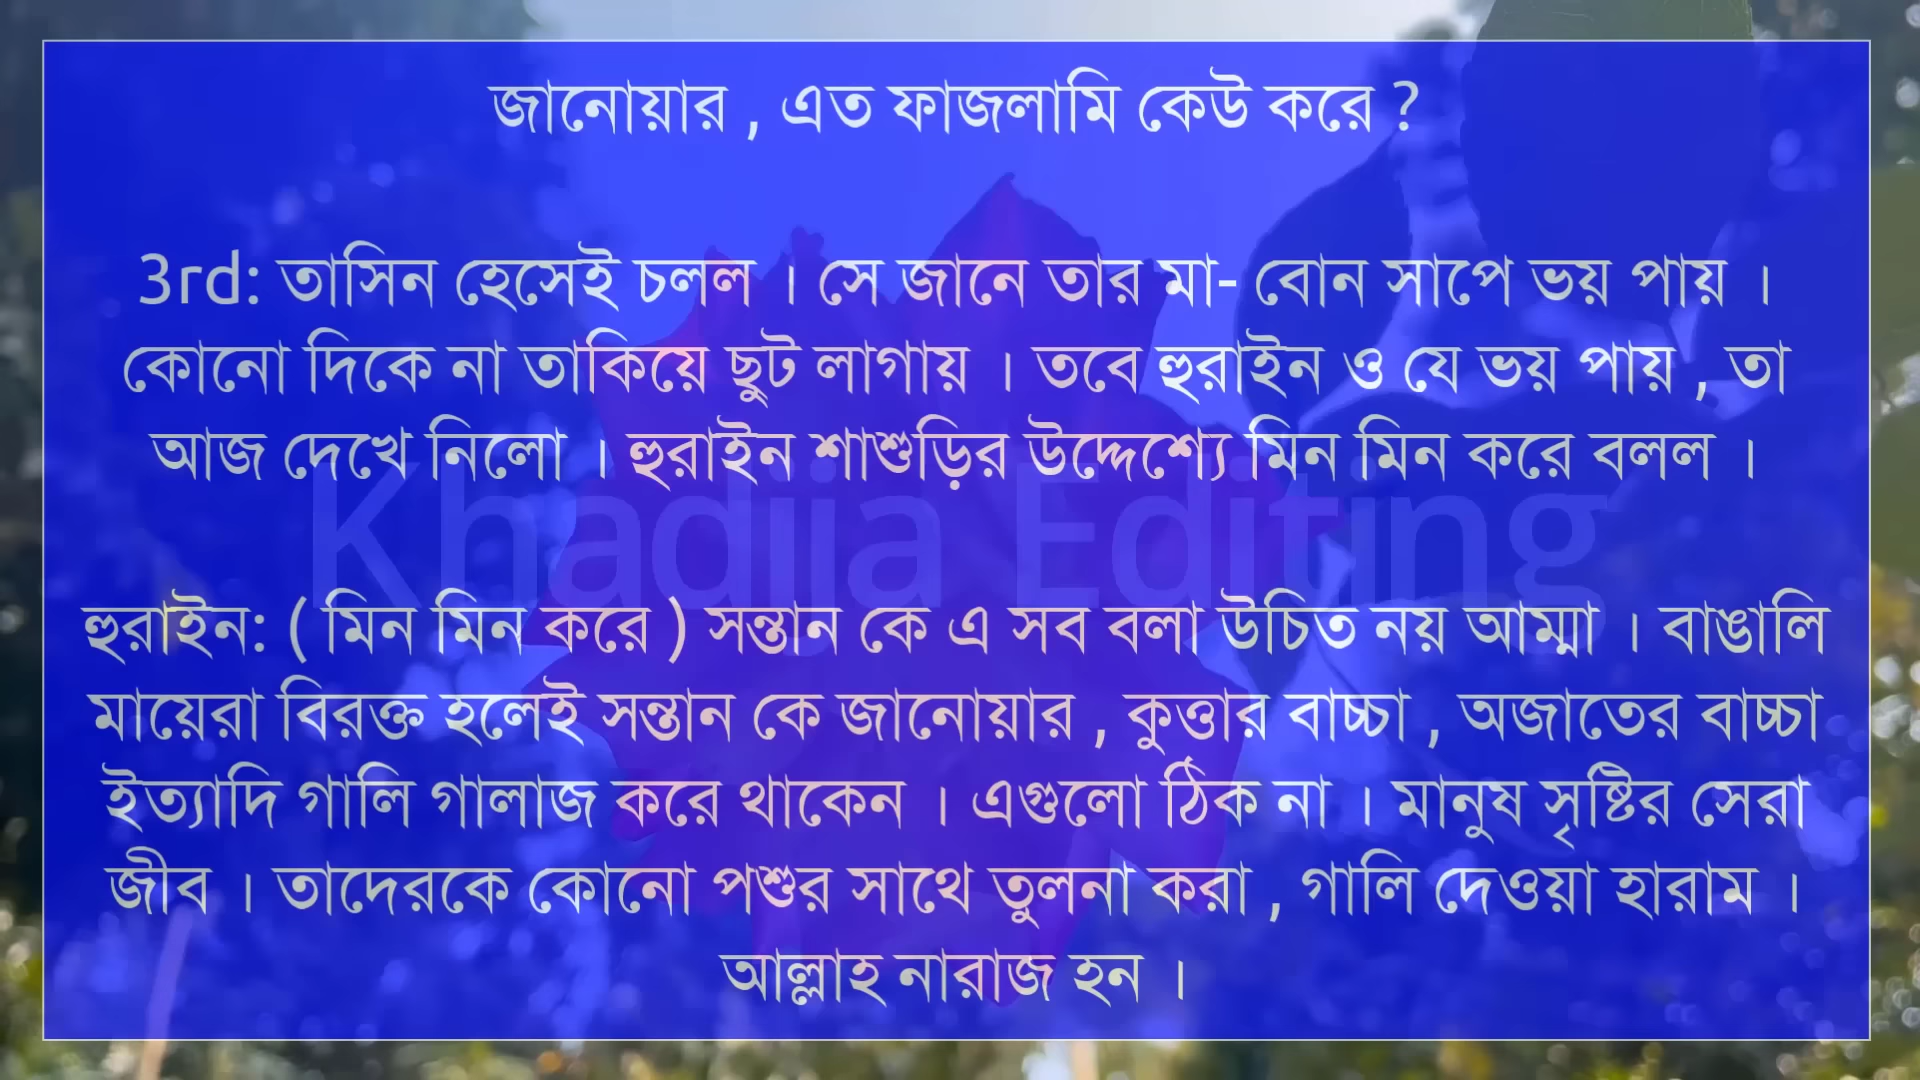 জানোয়ার , এত ফাজলামি কেউ করে ?
3rd: তাসিন হেসেই চলল । সে জানে তার মা- বোন সাপে ভয় পায় ।
কোনো দিকে না তাকিয়ে ছুট লাগায় । তবে হুরাইন ও যে ভয় পায় , তা
আজ দেখে নিলো । হুরাইন শাশুড়ির উদ্দেশ্যে মিন মিন করে বলল ।
Khadija Editing
হুরাইন: ( মিন মিন করে ) সন্তান কে এ সব বলা উচিত নয় আম্মা । বাঙালি
মায়েরা বিরক্ত হলেই সন্তান কে জানোয়ার , কুত্তার বাচ্চা , অজাতের বাচ্চা
ইত্যাদি গালি গালাজ করে থাকেন । এগুলো ঠিক না । মানুষ সৃষ্টির সেরা
জীব । তাদেরকে কোনো পশুর সাথে তুলনা করা , গালি দেওয়া হারাম ।
আল্লাহ নারাজ হন ।